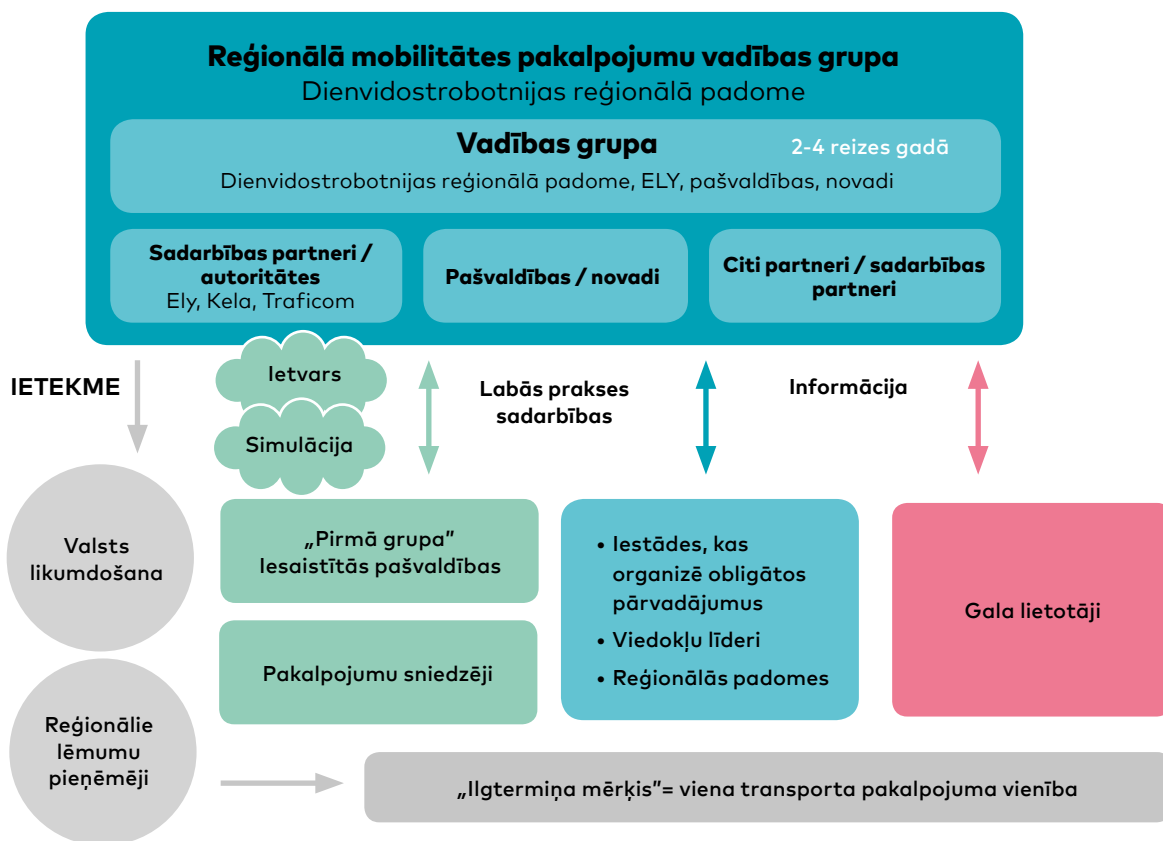 Reģionālā mobilitātes pakalpojumu vadības grupa
Dienvidostrobotnijas reģionālā padome
Vadības grupa
2-4 reizes gadā
Dienvidostrobotnijas reģionālā padome, ELY, pašvaldības, novadi
Sadarbības partneri /
autoritātes
Ely, Kela, Traficom
Pašvaldības / novadi
Citi partneri / sadarbības
partneri
IETEKME
Ietvars
Simulācija
Labās prakses
sadarbības
Informācija
Valsts
likumdošana
„Pirmā grupa”
Iesaistītās pašvaldības
Pakalpojumu sniedzēji
• Iestādes, kas
organizē obligātos
pārvadājumus
• Viedokļu līderi
• Reģionālās padomes
Gala lietotāji
Reģionālie
lēmumu
pieņēmēji
„Ilgtermiņa mērķis”= viena transporta pakalpojuma vienība